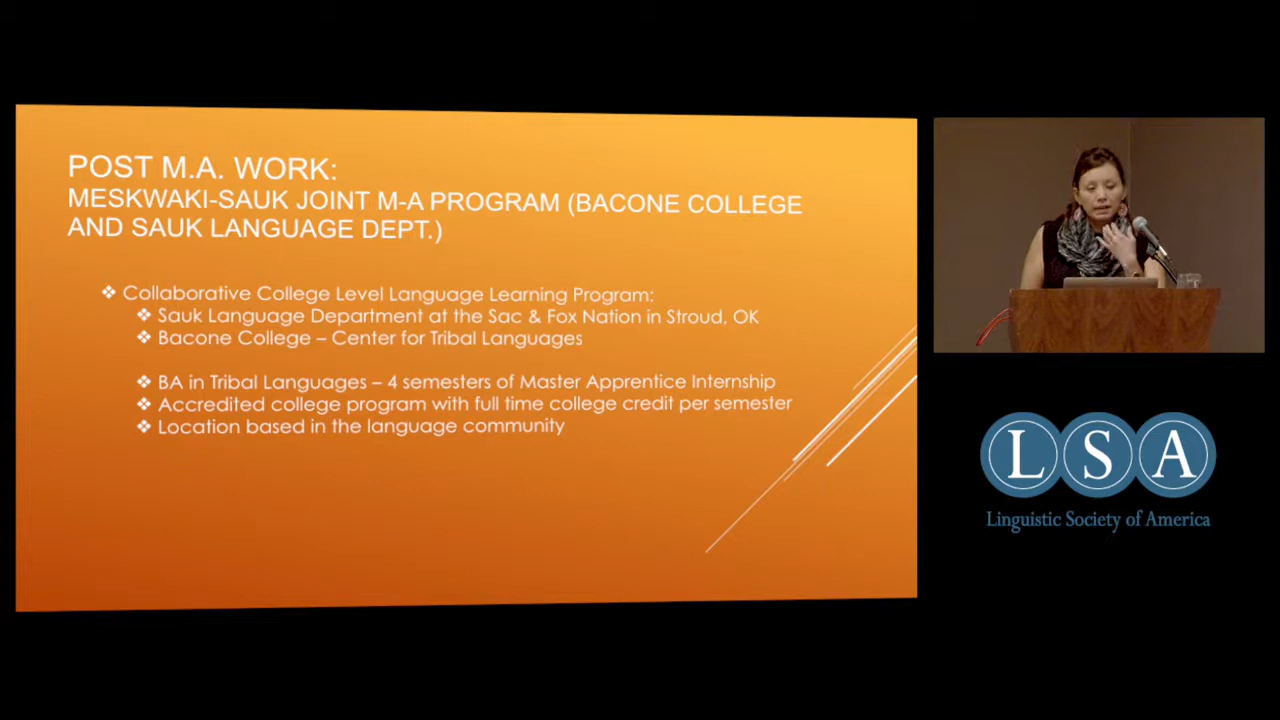 POST M.A. WORK:
MESKWAKI-SAUK JOINT M-A PROGRAM (BACONE COLLEGE
AND SAUK LANGUAGE DEPT.)
❖ Collaborative College Level Language Learning Program:
❖ Sauk Language Department at the Sac & Fox Nation in Stroud, OK
❖ Bacone College – Center for Tribal Languages
❖ BA in Tribal Languages – 4 semesters of Master Apprentice Internship
❖ Accredited college program with full time college credit per semester
❖ Location based in the language community
LSA
Linguistic Society of America